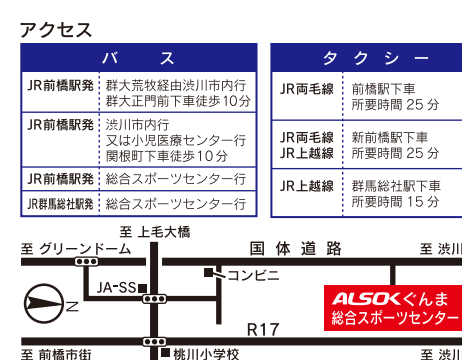 アクセス
バス
JR前橋駅発 群大荒牧経由渋川市内行
群大正門前下車徒歩10分
JR前橋駅発 渋川市内行
又は小児医療センター行
関根町下車徒歩10分
JR前橋駅発 総合スポーツセンター行
JR群馬総社駅発 総合スポーツセンター行
タクシー
JR両毛線 前橋駅下車
所要時間25分
JR両毛線 新前橋駅下車
JR上越線 所要時間25分
JR上越線 群馬総社駅下車
所要時間15分
至 上毛大橋
至 グリーンドーム
国体道路
至 渋川
コンビニ
JA-SS
N
ALSOKぐんま
総合スポーツセンター
R17
至 前橋市街
桃川小学校
至 渋川